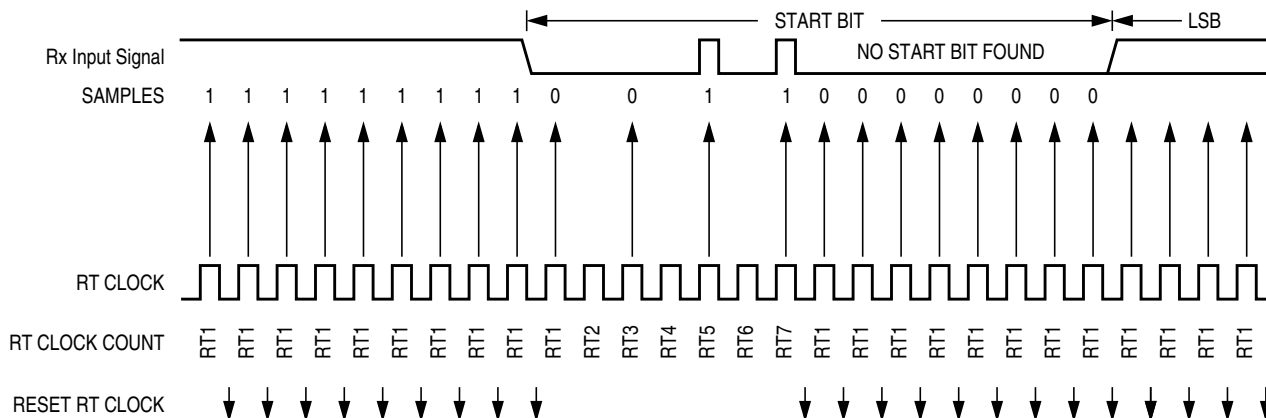 START BIT LSB
Rx Input Signal NO START BIT FOUND
SAMPLES 1 1 1 1 1 1 1 1 1 0 0 1 1 0 0 0 0 0 0 0 0
RT CLOCK
RT CLOCK COUNT RT1 RT1 RT1 RT1 RT1 RT1 RT1 RT1 RT1 RT1 RT2 RT3 RT4 RT5 RT6 RT7 RT1 RT1 RT1 RT1 RT1 RT1 RT1 RT1 RT1 RT1 RT1 RT1
RESET RT CLOCK